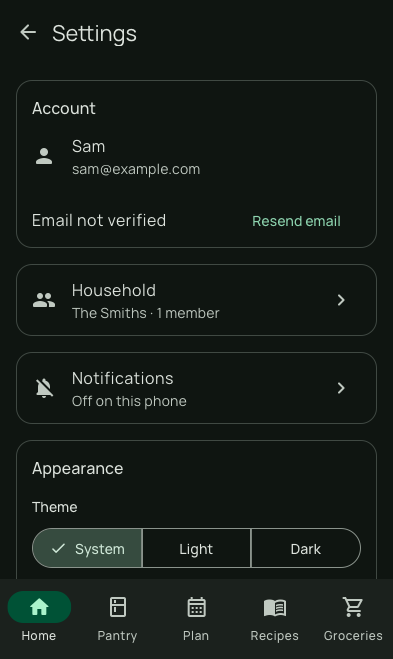 Settings
Account
Sam
sam@example.com
Email not verified Resend email
Household
The Smiths · 1 member
Notifications
Off on this phone
Appearance
Theme
System Light Dark
Home Pantry Plan Recipes Groceries